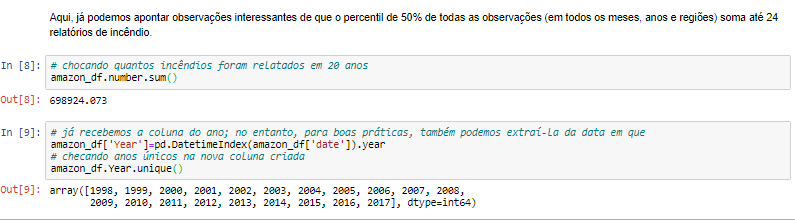 Aqui, já podemos apontar observações interessantes de que o percentil de 50% de todas as observações (em todos os meses, anos e regiões) soma até 24
relatórios de incêndio.
In [8]: # chocando quantos incêndios foram relatados em 20 anos
amazon_df.number.sum()
Out[8]: 698924.073
In [9]: # já recebemos a coluna do ano; no entanto, para boas práticas, também podemos extraí-la da data em que
amazon_df['Year']=pd.DatetimeIndex(amazon_df['date']).year
# checando anos únicos na nova coluna criada
amazon_df.Year.unique()
Out[9]: array([1998, 1999, 2000, 2001, 2002, 2003, 2004, 2005, 2006, 2007, 2008,
2009, 2010, 2011, 2012, 2013, 2014, 2015, 2016, 2017], dtype=int64)